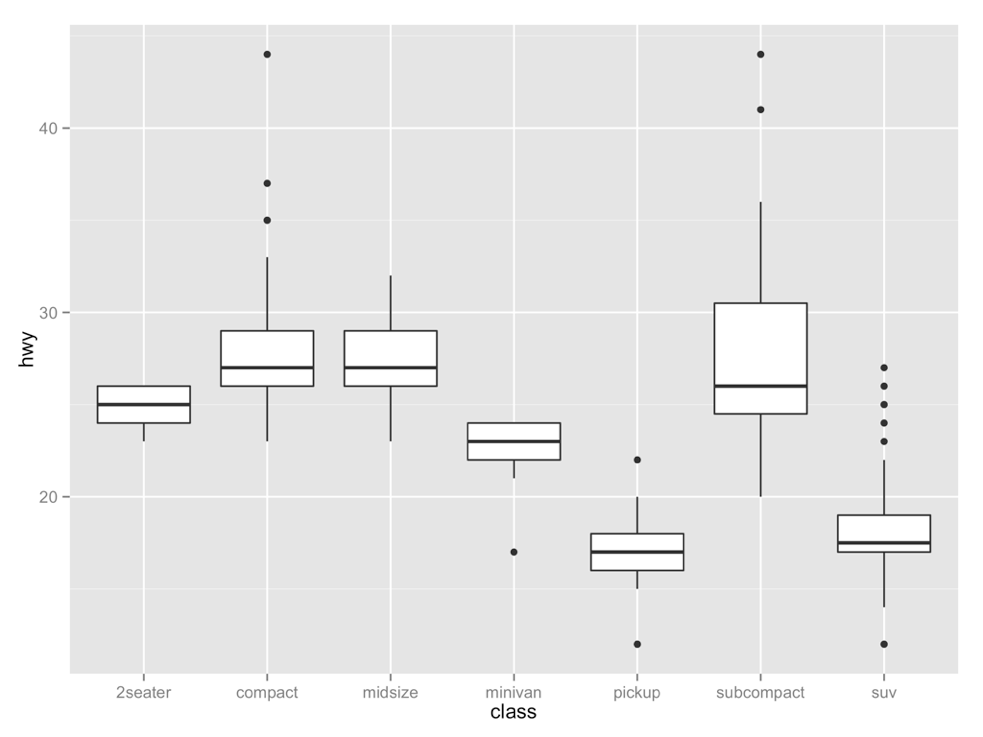 hwy
40
30
20
2seater compact midsize minivan pickup subcompact suv
class